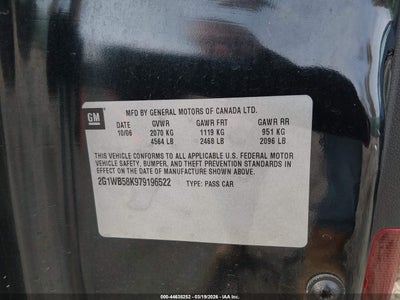 GM
MFD BY GENERAL MOTORS OF CANADA LTD.
DATE GVWR GAWR FRT GAWR RR
10/06 2070 KG 1119 KG 951 KG
4564 LB 2468 LB 2096 LB
THIS VEHICLE CONFORMS TO ALL APPLICABLE U.S. FEDERAL MOTOR
VEHICLE SAFETY, BUMPER, AND THEFT PREVENTION STANDARDS IN
EFFECT ON THE DATE OF MANUFACTURE SHOWN ABOVE.
2G1WB58K979196522 TYPE: PASS CAR
000-44638252 - 03/19/2026 - IAAI.COM